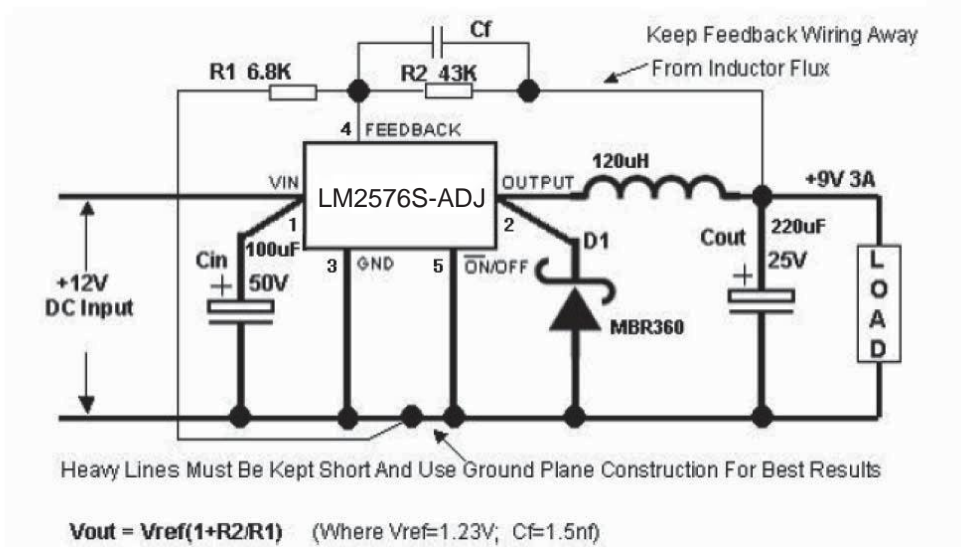 Cf
Keep Feedback Wiring Away
From Inductor Flux
R1 6.8K
R2 43K
4 FEEDBACK
120uH
VIN
LM2576S-ADJ
OUTPUT
+9V 3A
1
2
100uF
Cin
+
50V
3 GND
5 ON/OFF
D1
Cout
220uF
+
25V
+12V
DC Input
MBR360
LOAD
Heavy Lines Must Be Kept Short And Use Ground Plane Construction For Best Results
Vout = Vref(1+R2/R1) (Where Vref=1.23V; Cf=1.5nf)